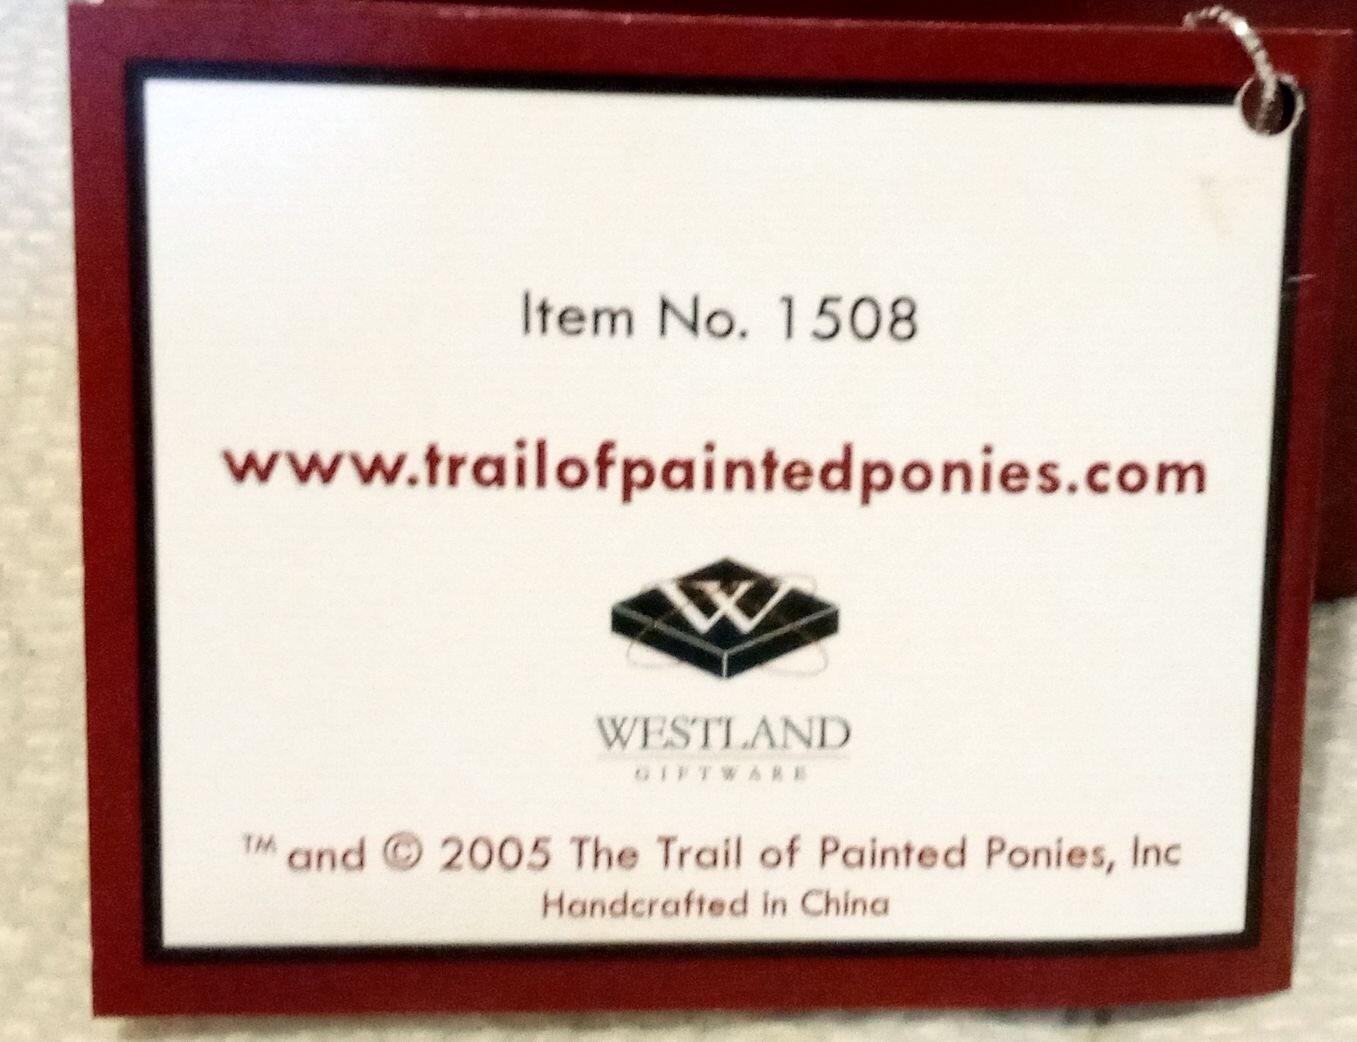 Item No. 1508
www.trailofpaintedponies.com
W
WESTLAND
GIFTWARE
™ and © 2005 The Trail of Painted Ponies, Inc
Handcrafted in China